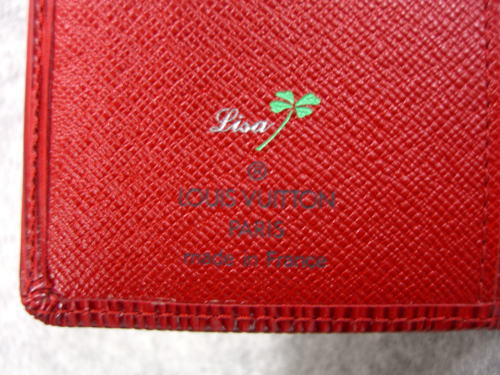 Lisa
®
LOUIS VUITTON
PARIS
made in France